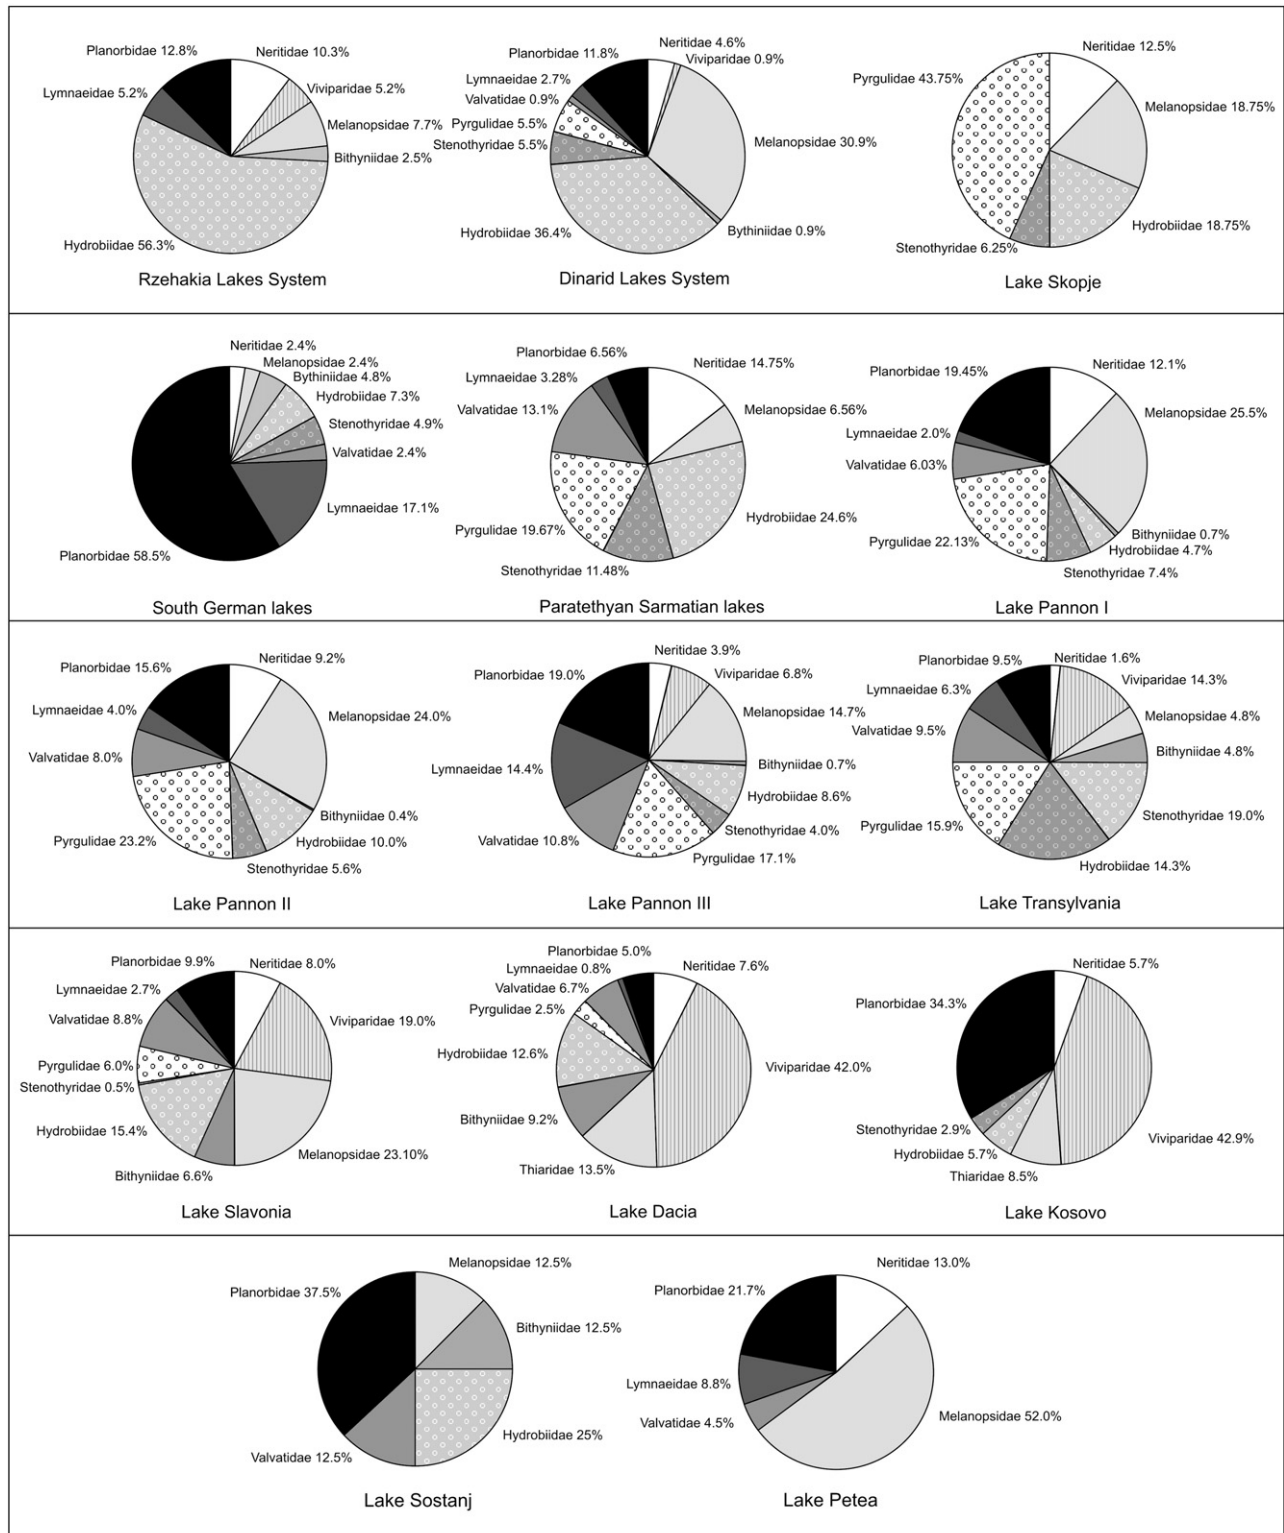 Planorbidae 12.8%
Neritidae 10.3%
Lymnaeidae 5.2%
Viviparidae 5.2%
Melanopsidae 7.7%
Bithyniidae 2.5%
Hydrobiidae 56.3%
Rzehakia Lakes System
Planorbidae 11.8%
Neritidae 4.6%
Viviparidae 0.9%
Lymnaeidae 2.7%
Valvatidae 0.9%
Pyrgulidae 5.5%
Stenothyridae 5.5%
Melanopsidae 30.9%
Hydrobiidae 36.4%
Bythiniidae 0.9%
Dinarid Lakes System
Neritidae 12.5%
Pyrgulidae 43.75%
Melanopsidae 18.75%
Hydrobiidae 18.75%
Stenothyridae 6.25%
Lake Skopje
Neritidae 2.4%
Melanopsidae 2.4%
Bythiniidae 4.8%
Hydrobiidae 7.3%
Stenothyridae 4.9%
Valvatidae 2.4%
Lymnaeidae 17.1%
Planorbidae 58.5%
South German lakes
Planorbidae 6.56%
Neritidae 14.75%
Lymnaeidae 3.28%
Valvatidae 13.1%
Melanopsidae 6.56%
Hydrobiidae 24.6%
Pyrgulidae 19.67%
Stenothyridae 11.48%
Paratethyan Sarmatian lakes
Neritidae 12.1%
Planorbidae 19.45%
Melanopsidae 25.5%
Lymnaeidae 2.0%
Valvatidae 6.03%
Pyrgulidae 22.13%
Bithyniidae 0.7%
Hydrobiidae 4.7%
Stenothyridae 7.4%
Lake Pannon I
Planorbidae 15.6%
Neritidae 9.2%
Melanopsidae 24.0%
Lymnaeidae 4.0%
Valvatidae 8.0%
Bithyniidae 0.4%
Pyrgulidae 23.2%
Hydrobiidae 10.0%
Stenothyridae 5.6%
Lake Pannon II
Neritidae 3.9%
Planorbidae 19.0%
Viviparidae 6.8%
Melanopsidae 14.7%
Bithyniidae 0.7%
Lymnaeidae 14.4%
Hydrobiidae 8.6%
Stenothyridae 4.0%
Valvatidae 10.8%
Pyrgulidae 17.1%
Lake Pannon III
Planorbidae 9.5%
Neritidae 1.6%
Viviparidae 14.3%
Lymnaeidae 6.3%
Melanopsidae 4.8%
Valvatidae 9.5%
Bithyniidae 4.8%
Stenothyridae 19.0%
Pyrgulidae 15.9%
Hydrobiidae 14.3%
Lake Transylvania
Planorbidae 9.9%
Neritidae 8.0%
Lymnaeidae 2.7%
Viviparidae 19.0%
Valvatidae 8.8%
Pyrgulidae 6.0%
Stenothyridae 0.5%
Hydrobiidae 15.4%
Melanopsidae 23.10%
Bithyniidae 6.6%
Lake Slavonia
Planorbidae 5.0%
Neritidae 7.6%
Lymnaeidae 0.8%
Valvatidae 6.7%
Pyrgulidae 2.5%
Hydrobiidae 12.6%
Viviparidae 42.0%
Bithyniidae 9.2%
Thiaridae 13.5%
Lake Dacia
Neritidae 5.7%
Planorbidae 34.3%
Viviparidae 42.9%
Stenothyridae 2.9%
Hydrobiidae 5.7%
Thiaridae 8.5%
Lake Kosovo
Melanopsidae 12.5%
Planorbidae 37.5%
Bithyniidae 12.5%
Hydrobiidae 25%
Valvatidae 12.5%
Lake Sostanj
Neritidae 13.0%
Planorbidae 21.7%
Lymnaeidae 8.8%
Melanopsidae 52.0%
Valvatidae 4.5%
Lake Petea